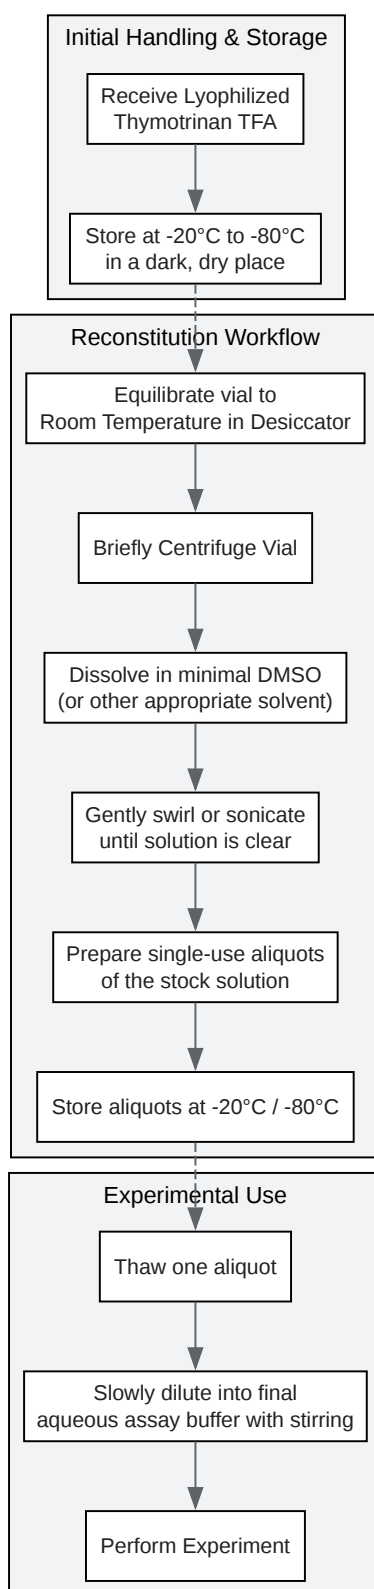 Initial Handling & Storage
Receive Lyophilized
Thymotrinan TFA
Store at -20°C to -80°C
in a dark, dry place
Reconstitution Workflow
Equilibrate vial to
Room Temperature in Desiccator
Briefly Centrifuge Vial
Dissolve in minimal DMSO
(or other appropriate solvent)
Gently swirl or sonicate
until solution is clear
Prepare single-use aliquots
of the stock solution
Store aliquots at -20°C / -80°C
Experimental Use
Thaw one aliquot
Slowly dilute into final
aqueous assay buffer with stirring
Perform Experiment